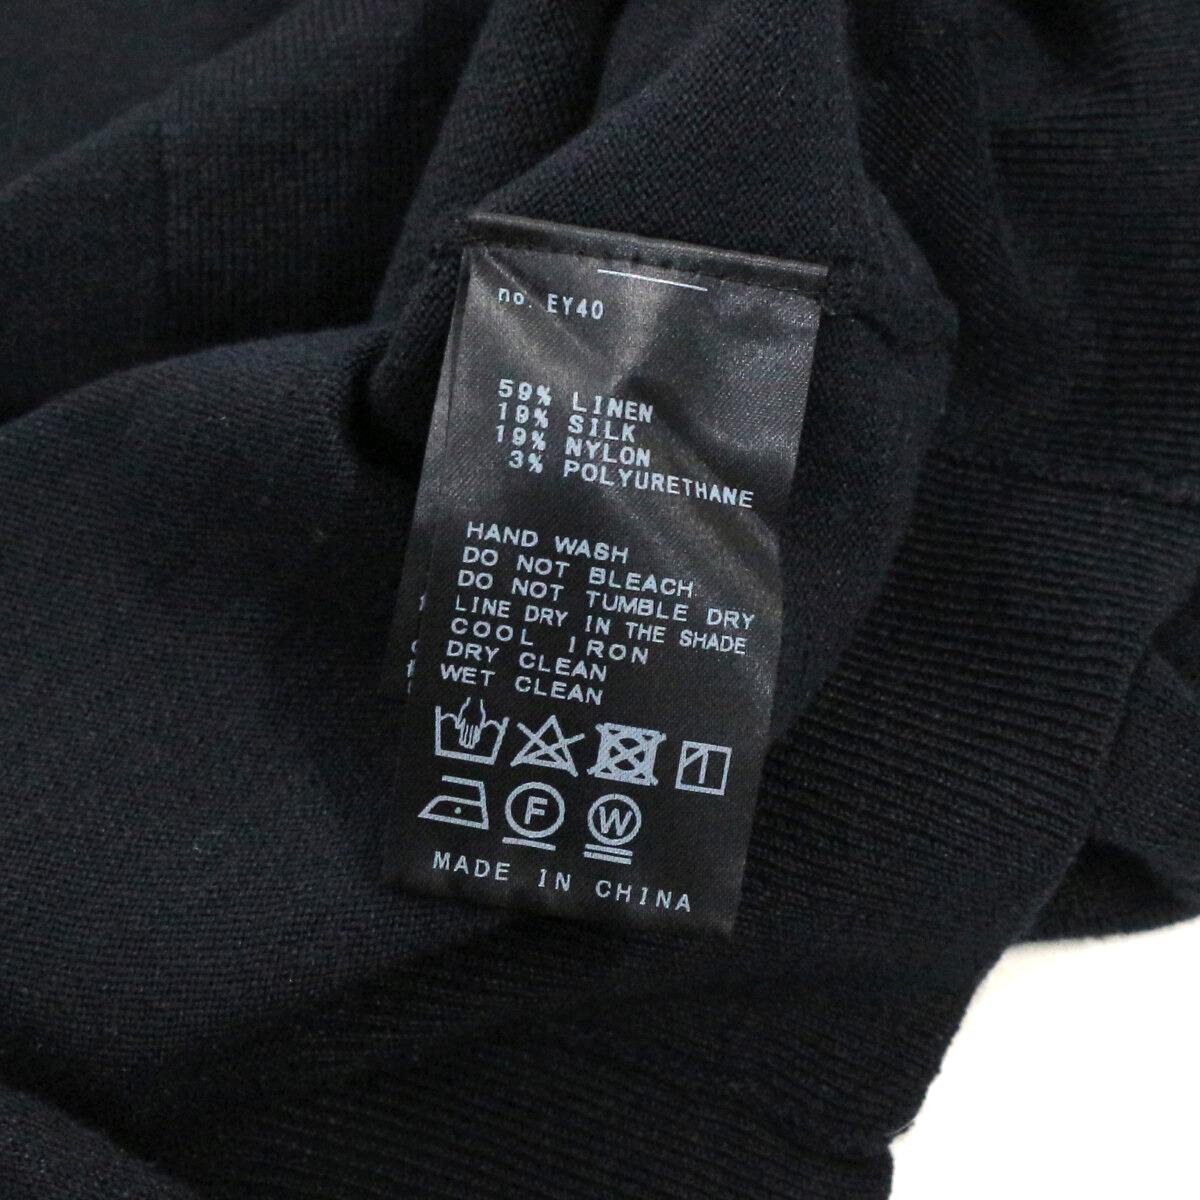 no. EY40
59% LINEN
19% SILK
19% NYLON
3% POLYURETHANE
HAND WASH
DO NOT BLEACH
DO NOT TUMBLE DRY
LINE DRY IN THE SHADE
COOL IRON
DRY CLEAN
WET CLEAN
F W
MADE IN CHINA